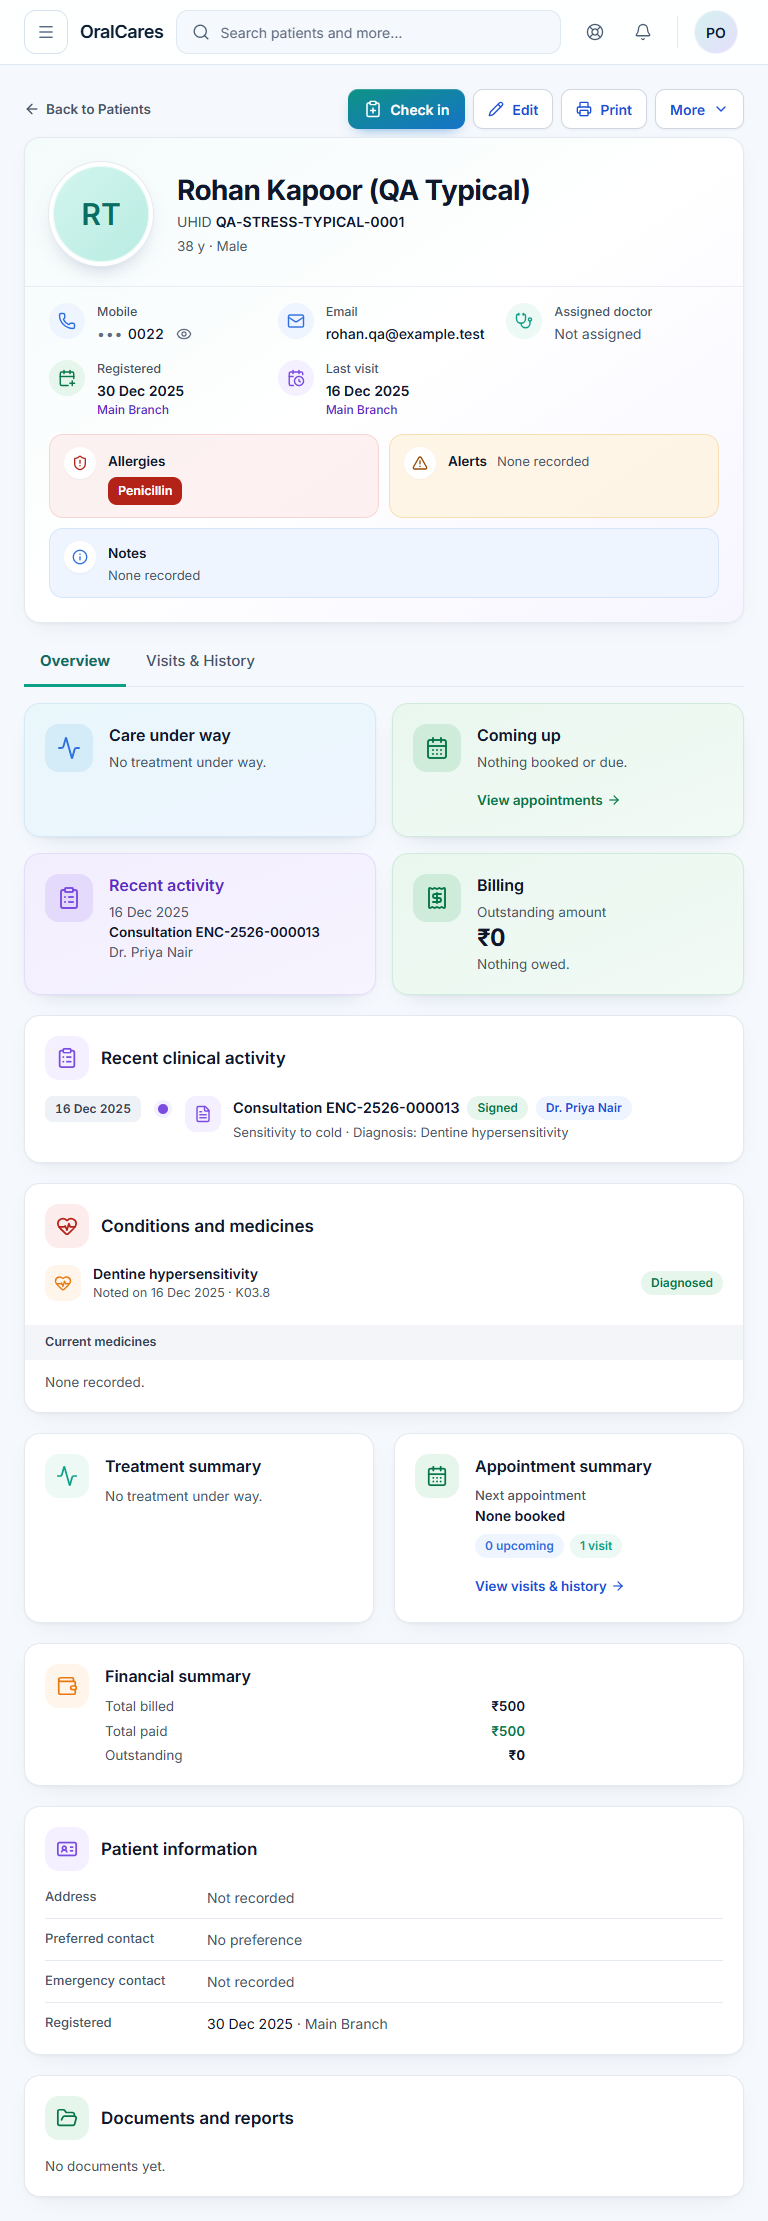 OralCares
Search patients and more...
PO
Back to Patients
Check in
Edit
Print
More
RT
Rohan Kapoor (QA Typical)
UHID QA-STRESS-TYPICAL-0001
38 y · Male
Mobile
••• 0022
Email
rohan.qa@example.test
Assigned doctor
Not assigned
Registered
30 Dec 2025
Main Branch
Last visit
16 Dec 2025
Main Branch
Allergies
Penicillin
Alerts None recorded
Notes
None recorded
Overview
Visits & History
Care under way
No treatment under way.
Coming up
Nothing booked or due.
View appointments →
Recent activity
16 Dec 2025
Consultation ENC-2526-000013
Dr. Priya Nair
Billing
Outstanding amount
₹0
Nothing owed.
Recent clinical activity
16 Dec 2025
Consultation ENC-2526-000013 Signed Dr. Priya Nair
Sensitivity to cold · Diagnosis: Dentine hypersensitivity
Conditions and medicines
Dentine hypersensitivity
Noted on 16 Dec 2025 · K03.8
Diagnosed
Current medicines
None recorded.
Treatment summary
No treatment under way.
Appointment summary
Next appointment
None booked
0 upcoming 1 visit
View visits & history →
Financial summary
Total billed ₹500
Total paid ₹500
Outstanding ₹0
Patient information
Address Not recorded
Preferred contact No preference
Emergency contact Not recorded
Registered 30 Dec 2025 · Main Branch
Documents and reports
No documents yet.